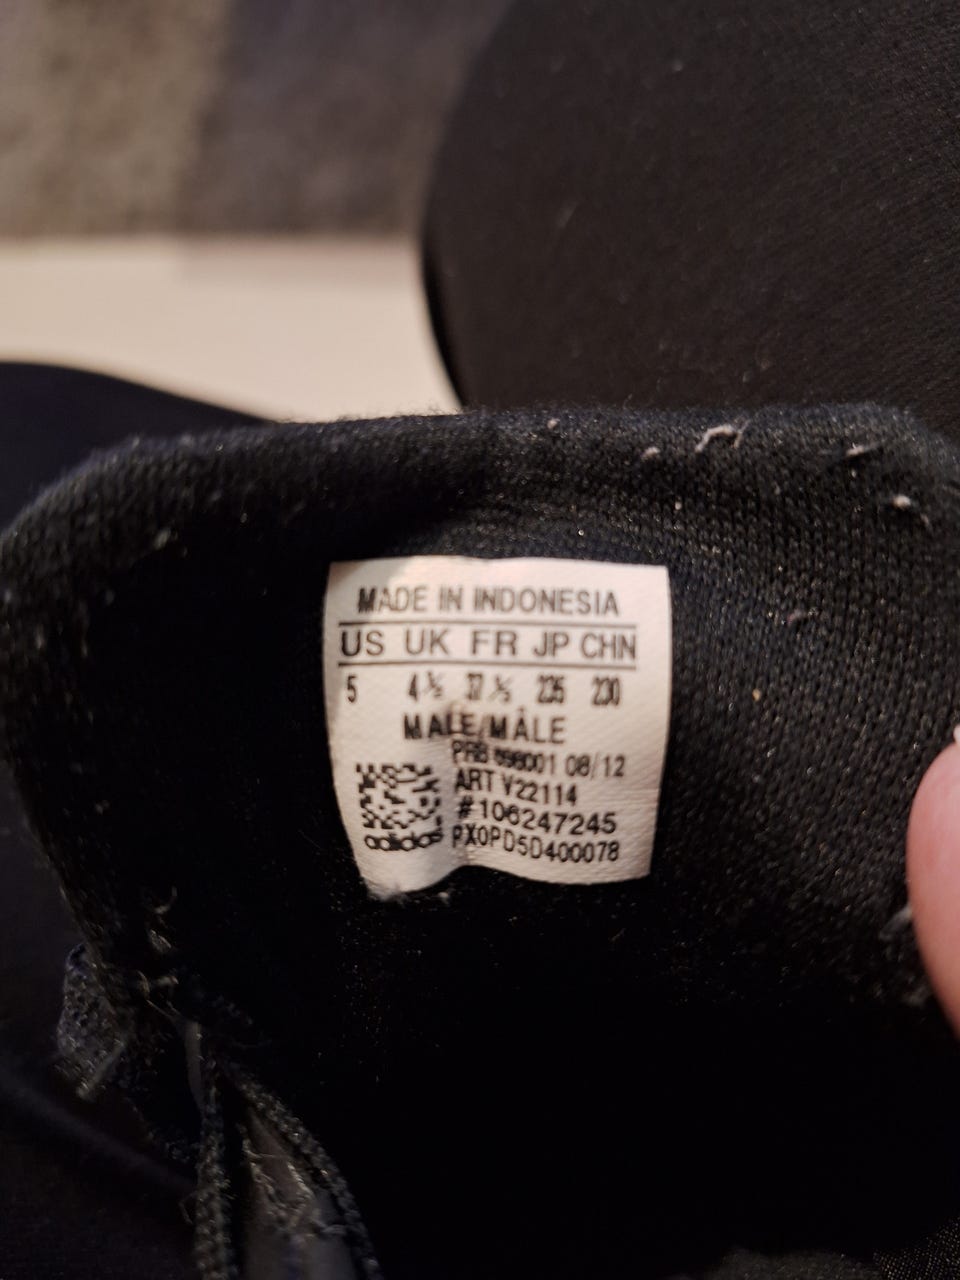 MADE IN INDONESIA
US UK FR JP CHN
5 4½ 37⅓ 235 230
MALE/MÂLE
PRB 08/12
ART V22114
#106247245
PX0PD5D400078
adidas